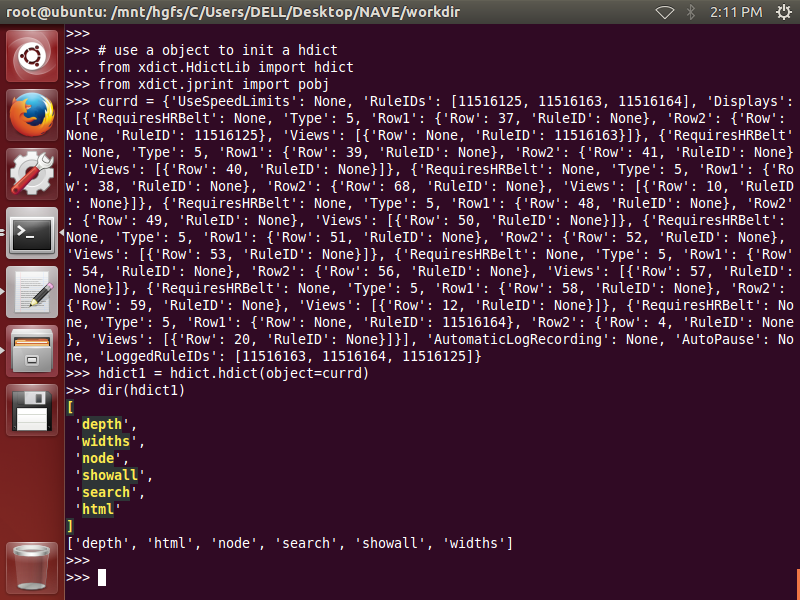 root@ubuntu: /mnt/hgfs/C/Users/DELL/Desktop/NAVE/workdir
2:11 PM
>>>
>>> # use a object to init a hdict
... from xdict.HdictLib import hdict
>>> from xdict.jprint import pobj
>>> currd = {'UseSpeedLimits': None, 'RuleIDs': [11516125, 11516163, 11516164], 'Displays':
[{'RequiresHRBelt': None, 'Type': 5, 'Row1': {'Row': 37, 'RuleID': None}, 'Row2': {'Row':
None, 'RuleID': 11516125}, 'Views': [{'Row': None, 'RuleID': 11516163}]}, {'RequiresHRBelt'
: None, 'Type': 5, 'Row1': {'Row': 39, 'RuleID': None}, 'Row2': {'Row': 41, 'RuleID': None}
, 'Views': [{'Row': 40, 'RuleID': None}]}, {'RequiresHRBelt': None, 'Type': 5, 'Row1': {'Ro
w': 38, 'RuleID': None}, 'Row2': {'Row': 68, 'RuleID': None}, 'Views': [{'Row': 10, 'RuleID
': None}]}, {'RequiresHRBelt': None, 'Type': 5, 'Row1': {'Row': 48, 'RuleID': None}, 'Row2'
: {'Row': 49, 'RuleID': None}, 'Views': [{'Row': 50, 'RuleID': None}]}, {'RequiresHRBelt':
None, 'Type': 5, 'Row1': {'Row': 51, 'RuleID': None}, 'Row2': {'Row': 52, 'RuleID': None},
'Views': [{'Row': 53, 'RuleID': None}]}, {'RequiresHRBelt': None, 'Type': 5, 'Row1': {'Row'
: 54, 'RuleID': None}, 'Row2': {'Row': 56, 'RuleID': None}, 'Views': [{'Row': 57, 'RuleID':
None}]}, {'RequiresHRBelt': None, 'Type': 5, 'Row1': {'Row': 58, 'RuleID': None}, 'Row2':
{'Row': 59, 'RuleID': None}, 'Views': [{'Row': 12, 'RuleID': None}]}, {'RequiresHRBelt': No
ne, 'Type': 5, 'Row1': {'Row': None, 'RuleID': 11516164}, 'Row2': {'Row': 4, 'RuleID': None
}, 'Views': [{'Row': 20, 'RuleID': None}]}], 'AutomaticLogRecording': None, 'AutoPause': No
ne, 'LoggedRuleIDs': [11516163, 11516164, 11516125]}
>>> hdict1 = hdict.hdict(object=currd)
>>> dir(hdict1)
[
'depth',
'widths',
'node',
'showall',
'search',
'html'
]
['depth', 'html', 'node', 'search', 'showall', 'widths']
>>>
>>>